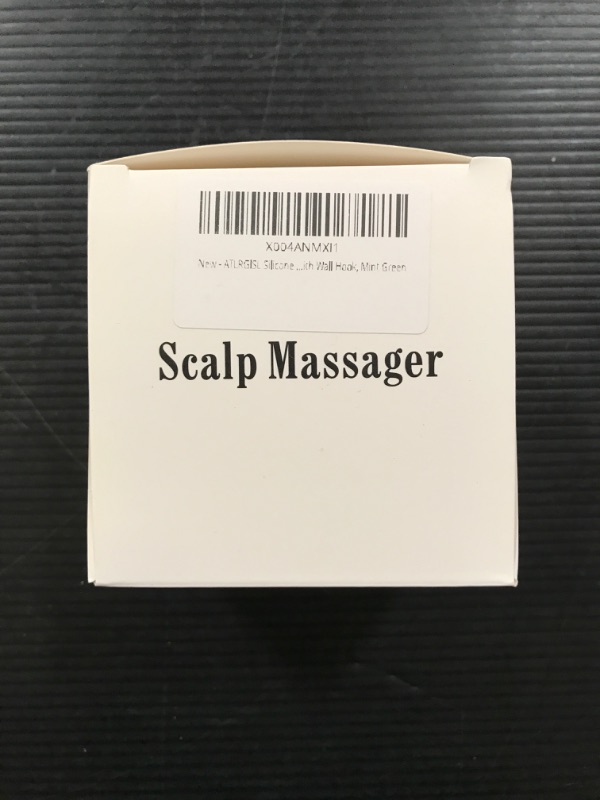 X004ANMXI1
New - ATLRGISL Silicone ...ith Wall Hook, Mint Green
Scalp Massager